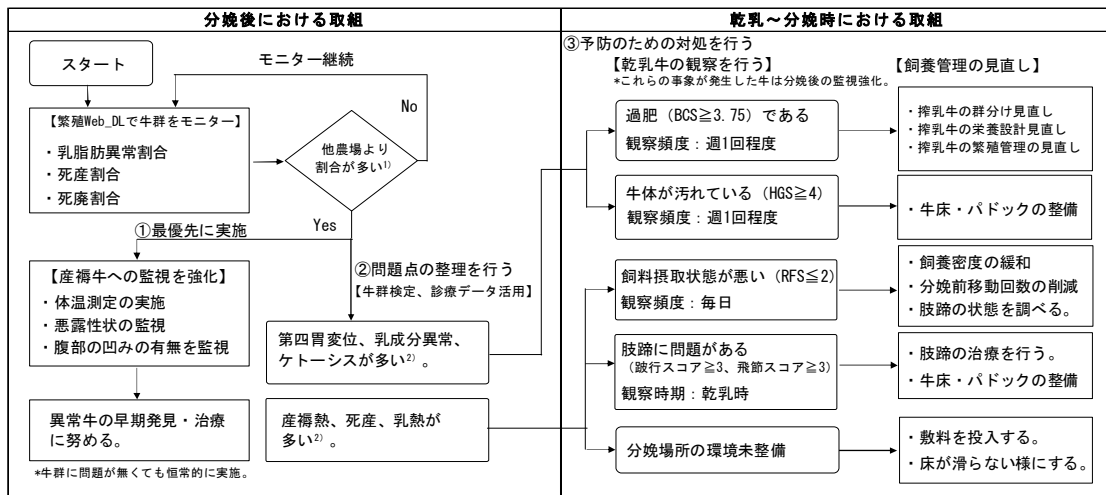 分娩後における取組
スタート
モニター継続
No
【繁殖Web_DLで牛群をモニター】
・乳脂肪異常割合
・死産割合
・死廃割合
他農場より
割合が多い1)
Yes
①最優先に実施
【産褥牛への監視を強化】
・体温測定の実施
・悪露性状の監視
・腹部の凹みの有無を監視
異常牛の早期発見・治療
に努める。
*牛群に問題が無くても恒常的に実施。
②問題点の整理を行う
【牛群検定、診療データ活用】
第四胃変位、乳成分異常、
ケトーシスが多い2)。
産褥熱、死産、乳熱が
多い2)。
乾乳～分娩時における取組
③予防のための対処を行う
【乾乳牛の観察を行う】
*これらの事象が発生した牛は分娩後の監視強化。
【飼養管理の見直し】
過肥（BCS≧3.75）である
観察頻度：週1回程度
・搾乳牛の群分け見直し
・搾乳牛の栄養設計見直し
・搾乳牛の繁殖管理の見直し
牛体が汚れている（HGS≧4）
観察頻度：週1回程度
・牛床・パドックの整備
飼料摂取状態が悪い（RFS≦2）
観察頻度：毎日
・飼養密度の緩和
・分娩前移動回数の削減
・肢蹄の状態を調べる。
肢蹄に問題がある
（跛行スコア≧3、飛節スコア≧3）
観察時期：乾乳時
・肢蹄の治療を行う。
・牛床・パドックの整備
分娩場所の環境未整備
・敷料を投入する。
・床が滑らない様にする。